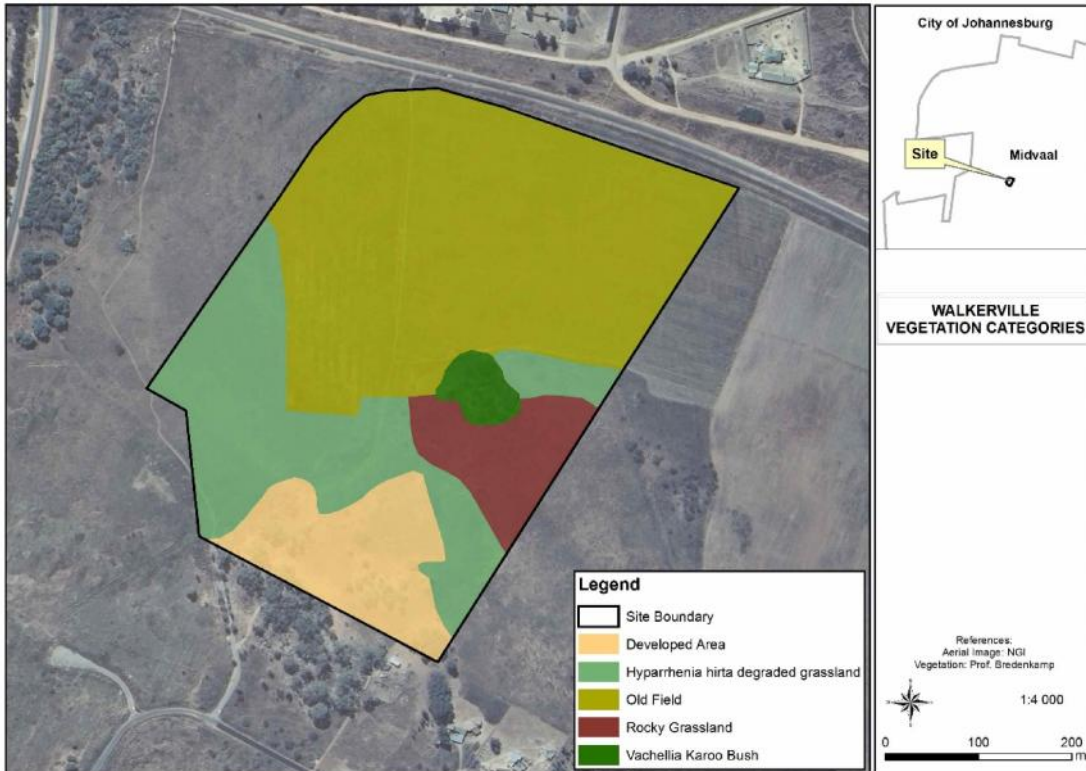 City of Johannesburg
Site
Midvaal
WALKERVILLE
VEGETATION CATEGORIES
Legend
Site Boundary
Developed Area
Hyparrhenia hirta degraded grassland
Old Field
Rocky Grassland
Vachellia Karoo Bush
References:
Aerial Image: NGI
Vegetation: Prof. Bredenkamp
1:4 000
0 100 200
m